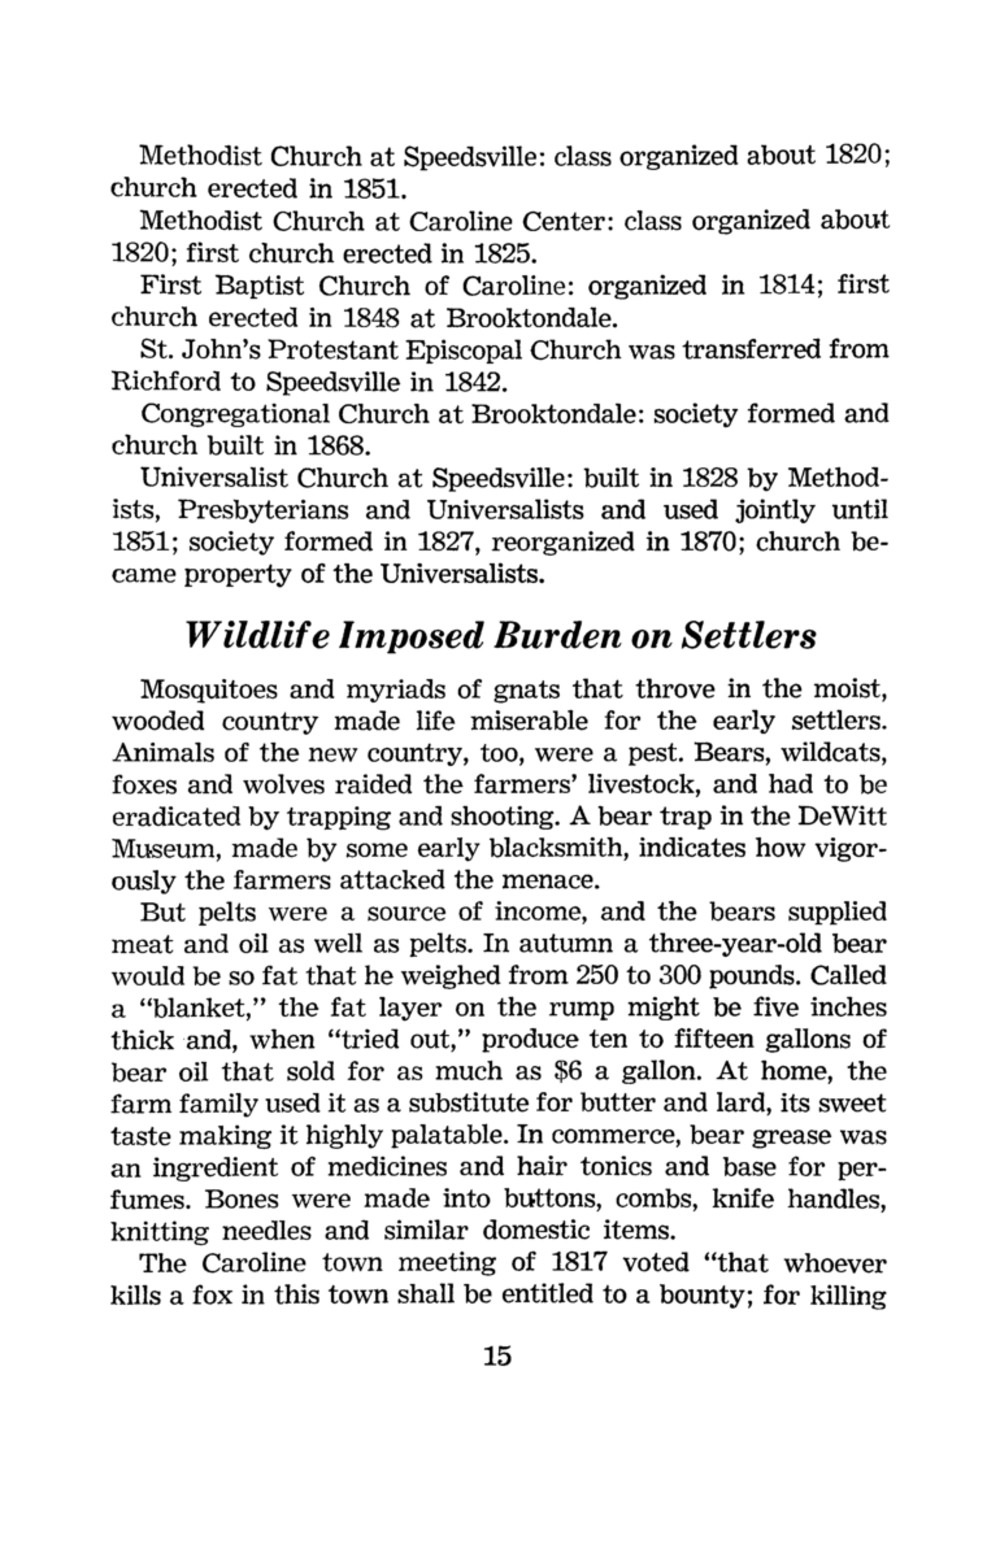 Methodist Church at Speedsville: class organized about 1820;
church erected in 1851.
Methodist Church at Caroline Center: class organized about
1820; first church erected in 1825.
First Baptist Church of Caroline: organized in 1814; first
church erected in 1848 at Brooktondale.
St. John's Protestant Episcopal Church was transferred from
Richford to Speedsville in 1842.
Congregational Church at Brooktondale: society formed and
church built in 1868.
Universalist Church at Speedsville: built in 1828 by Method-
ists, Presbyterians and Universalists and used jointly until
1851; society formed in 1827, reorganized in 1870; church be-
came property of the Universalists.
Wildlife Imposed Burden on Settlers
Mosquitoes and myriads of gnats that throve in the moist,
wooded country made life miserable for the early settlers.
Animals of the new country, too, were a pest. Bears, wildcats,
foxes and wolves raided the farmers' livestock, and had to be
eradicated by trapping and shooting. A bear trap in the DeWitt
Museum, made by some early blacksmith, indicates how vigor-
ously the farmers attacked the menace.
But pelts were a source of income, and the bears supplied
meat and oil as well as pelts. In autumn a three-year-old bear
would be so fat that he weighed from 250 to 300 pounds. Called
a "blanket," the fat layer on the rump might be five inches
thick and, when "tried out," produce ten to fifteen gallons of
bear oil that sold for as much as $6 a gallon. At home, the
farm family used it as a substitute for butter and lard, its sweet
taste making it highly palatable. In commerce, bear grease was
an ingredient of medicines and hair tonics and base for per-
fumes. Bones were made into buttons, combs, knife handles,
knitting needles and similar domestic items.
The Caroline town meeting of 1817 voted "that whoever
kills a fox in this town shall be entitled to a bounty; for killing
15